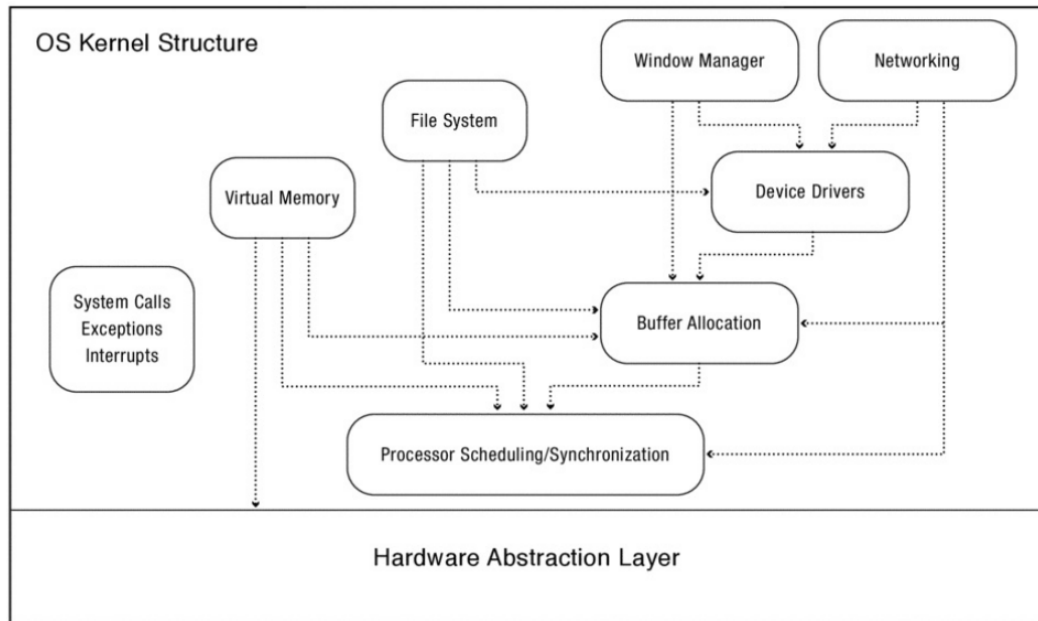 OS Kernel Structure
Window Manager
Networking
File System
Device Drivers
Virtual Memory
System Calls
Exceptions
Interrupts
Buffer Allocation
Processor Scheduling/Synchronization
Hardware Abstraction Layer